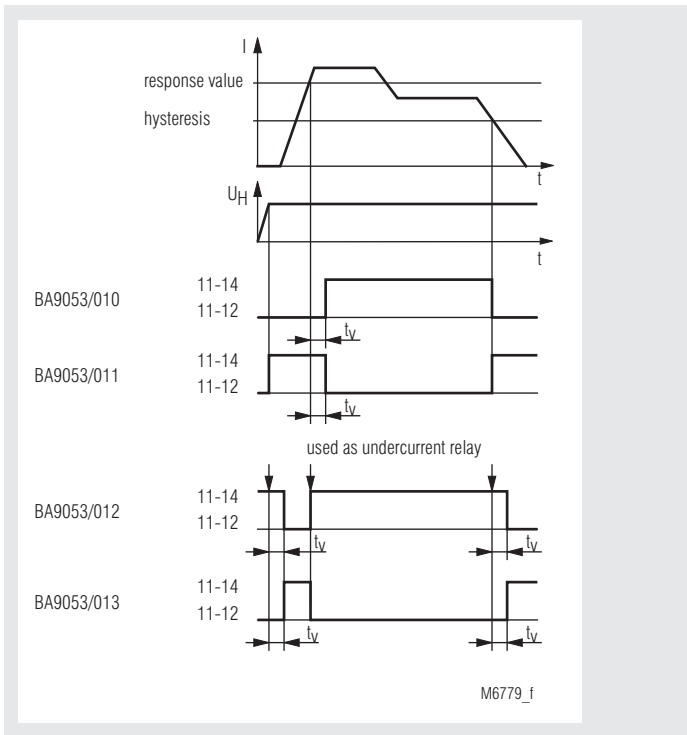 I
response value
hysteresis
t
UH
t
BA9053/010
11-14
11-12
tv
BA9053/011
11-14
11-12
tv
used as undercurrent relay
BA9053/012
11-14
11-12
tv
tv
BA9053/013
11-14
11-12
tv
tv
M6779_f